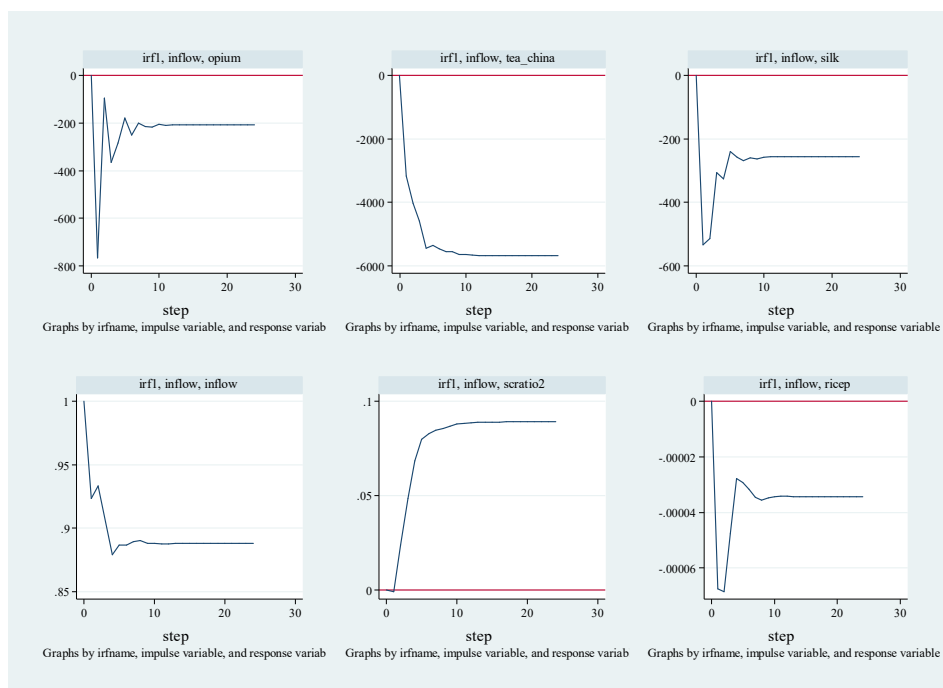 irf1, inflow, opium
0
-200
-400
-600
-800
0 10 20 30
step
Graphs by irfname, impulse variable, and response variab
irf1, inflow, tea_china
0
-2000
-4000
-6000
0 10 20 30
step
Graphs by irfname, impulse variable, and response variab
irf1, inflow, silk
0
-200
-400
-600
0 10 20 30
step
Graphs by irfname, impulse variable, and response variable
irf1, inflow, inflow
1
.95
.9
.85
0 10 20 30
step
Graphs by irfname, impulse variable, and response variab
irf1, inflow, scratio2
.1
.05
0
0 10 20 30
step
Graphs by irfname, impulse variable, and response variab
irf1, inflow, ricep
0
-.00002
-.00004
-.00006
0 10 20 30
step
Graphs by irfname, impulse variable, and response variable